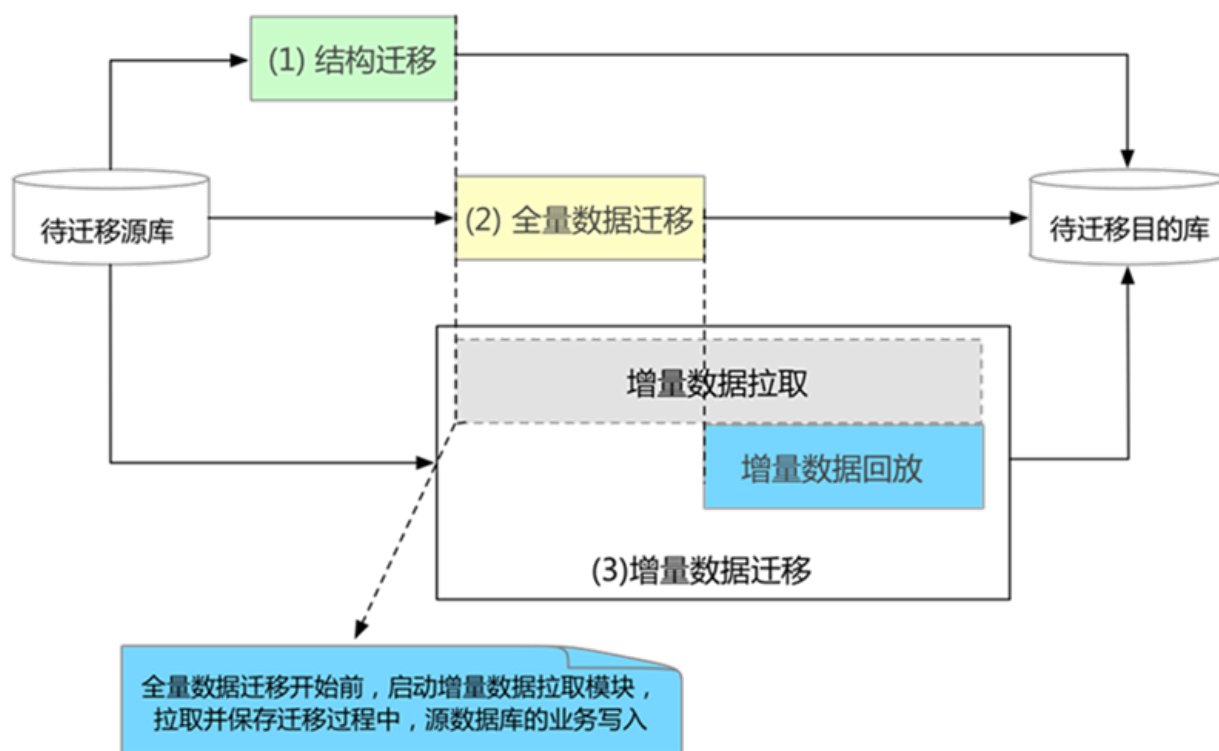 (1) 结构迁移
待迁移源库
(2) 全量数据迁移
待迁移目的库
增量数据拉取
增量数据回放
(3)增量数据迁移
全量数据迁移开始前，启动增量数据拉取模块，
拉取并保存迁移过程中，源数据库的业务写入